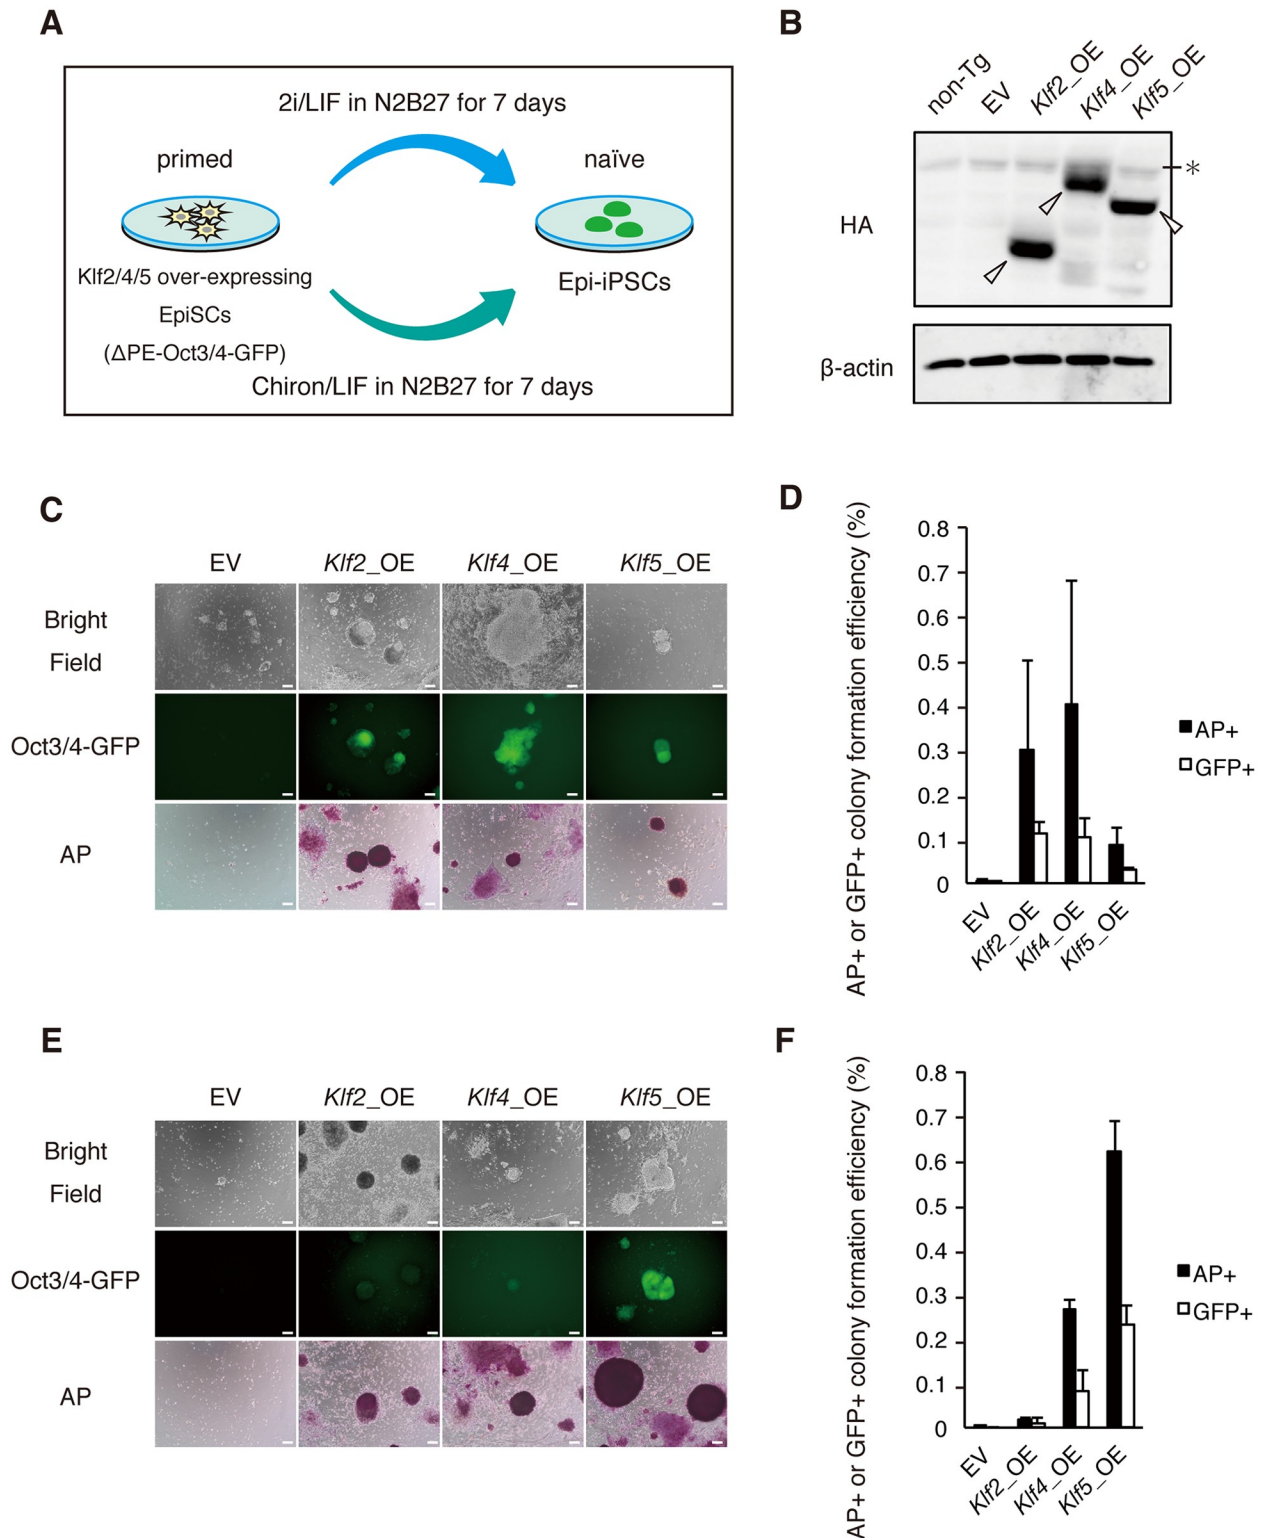 A
2i/LIF in N2B27 for 7 days
primed
naïve
Klf2/4/5 over-expressing
EpiSCs
(ΔPE-Oct3/4-GFP)
Epi-iPSCs
Chiron/LIF in N2B27 for 7 days
B
non-Tg
EV
Klf2_OE
Klf4_OE
Klf5_OE
*
HA
β-actin
C
EV
Klf2_OE
Klf4_OE
Klf5_OE
Bright
Field
Oct3/4-GFP
AP
D
AP+ or GFP+ colony formation efficiency (%)
0.8
0.7
0.6
0.5
0.4
0.3
0.2
0.1
0
AP+
GFP+
EV
Klf2_OE
Klf4_OE
Klf5_OE
E
EV
Klf2_OE
Klf4_OE
Klf5_OE
Bright
Field
Oct3/4-GFP
AP
F
AP+ or GFP+ colony formation efficiency (%)
0.8
0.7
0.6
0.5
0.4
0.3
0.2
0.1
0
AP+
GFP+
EV
Klf2_OE
Klf4_OE
Klf5_OE